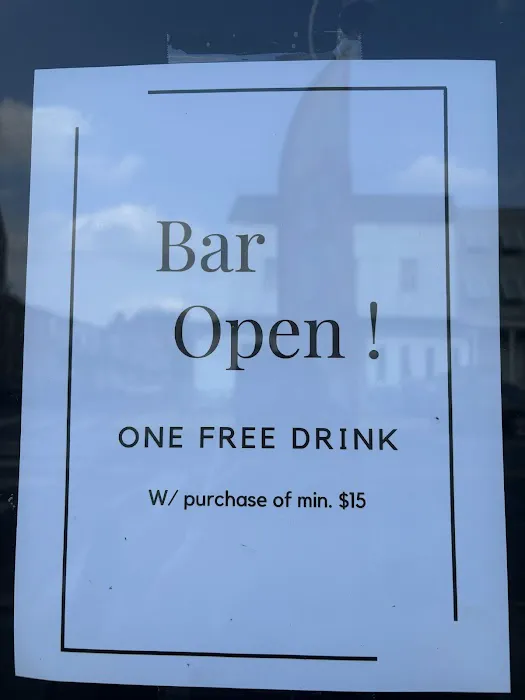 Bar
Open !
ONE FREE DRINK
W/ purchase of min. $15